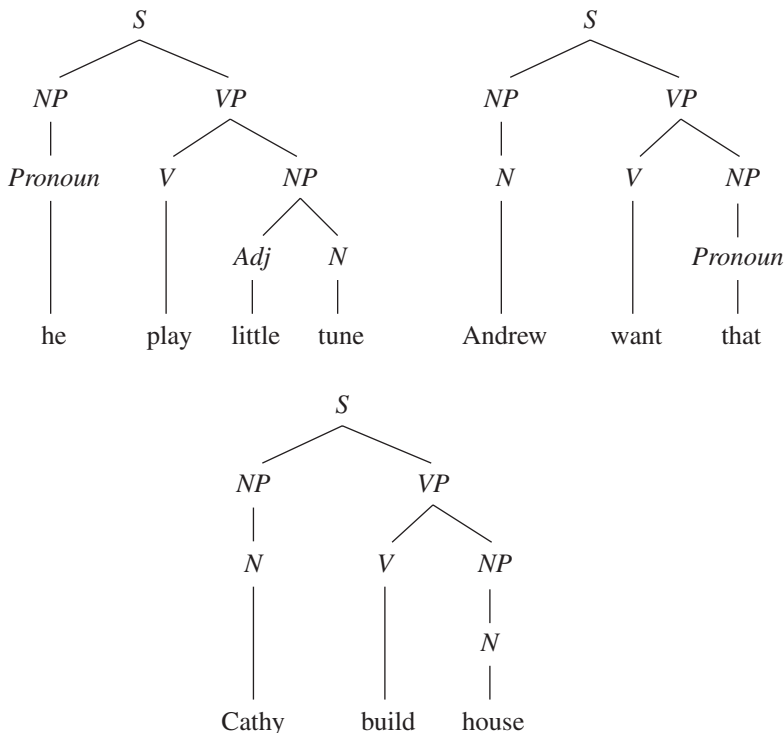 S S
NP VP NP VP
Pronoun V NP N V NP
Adj N Pronoun
he play little tune Andrew want that
S
NP VP
N V NP
N
Cathy build house